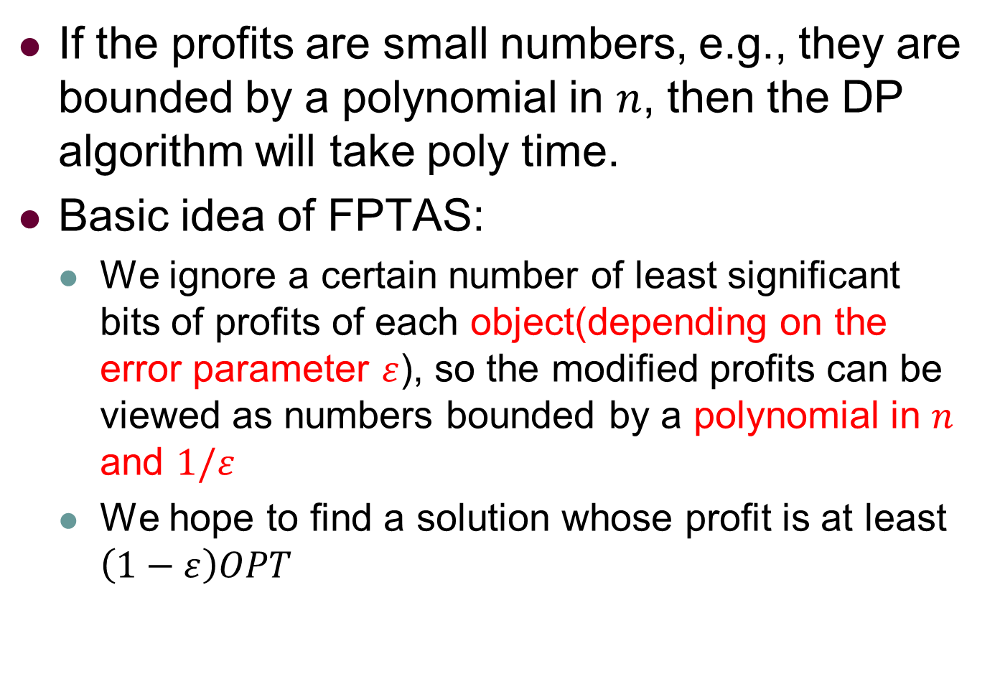 If the profits are small numbers, e.g., they are
bounded by a polynomial in 𝑛, then the DP
algorithm will take poly time.
Basic idea of FPTAS:
We ignore a certain number of least significant
bits of profits of each object(depending on the
error parameter 𝜀), so the modified profits can be
viewed as numbers bounded by a polynomial in 𝑛
and 1/𝜀
We hope to find a solution whose profit is at least
(1 − 𝜀)𝑂𝑃𝑇